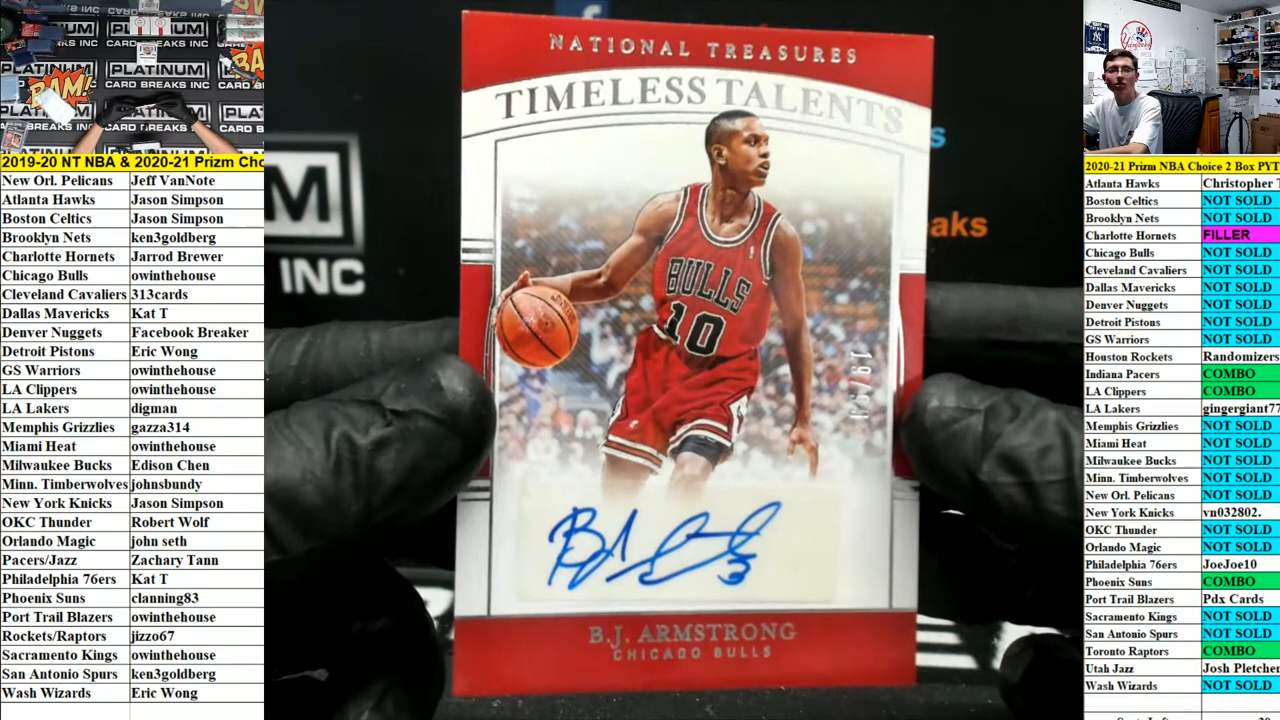 PLATINUM
CARD BREAKS INC
BAM!
2019-20 NT NBA & 2020-21 Prizm Cho
New Orl. Pelicans Jeff VanNote
Atlanta Hawks Jason Simpson
Boston Celtics Jason Simpson
Brooklyn Nets ken3goldberg
Charlotte Hornets Jarrod Brewer
Chicago Bulls owinthehouse
Cleveland Cavaliers 313cards
Dallas Mavericks Kat T
Denver Nuggets Facebook Breaker
Detroit Pistons Eric Wong
GS Warriors owinthehouse
LA Clippers owinthehouse
LA Lakers digman
Memphis Grizzlies gazza314
Miami Heat owinthehouse
Milwaukee Bucks Edison Chen
Minn. Timberwolves johnsbundy
New York Knicks Jason Simpson
OKC Thunder Robert Wolf
Orlando Magic john seth
Pacers/Jazz Zachary Tann
Philadelphia 76ers Kat T
Phoenix Suns clanning83
Port Trail Blazers owinthehouse
Rockets/Raptors jizzo67
Sacramento Kings owinthehouse
San Antonio Spurs ken3goldberg
Wash Wizards Eric Wong
NATIONAL TREASURES
TIMELESS TALENTS
BULLS
10
B.J. ARMSTRONG
CHICAGO BULLS
M
INC
s
aks
Yankees
2020-21 Prizm NBA Choice 2 Box PYT
Atlanta Hawks Christopher T
Boston Celtics NOT SOLD
Brooklyn Nets NOT SOLD
Charlotte Hornets FILLER
Chicago Bulls NOT SOLD
Cleveland Cavaliers NOT SOLD
Dallas Mavericks NOT SOLD
Denver Nuggets NOT SOLD
Detroit Pistons NOT SOLD
GS Warriors NOT SOLD
Houston Rockets Randomizers
Indiana Pacers COMBO
LA Clippers COMBO
LA Lakers gingergiant77
Memphis Grizzlies NOT SOLD
Miami Heat NOT SOLD
Milwaukee Bucks NOT SOLD
Minn. Timberwolves NOT SOLD
New Orl. Pelicans NOT SOLD
New York Knicks vn032802.
OKC Thunder NOT SOLD
Orlando Magic NOT SOLD
Philadelphia 76ers JoeJoe10
Phoenix Suns COMBO
Port Trail Blazers Pdx Cards
Sacramento Kings NOT SOLD
San Antonio Spurs NOT SOLD
Toronto Raptors COMBO
Utah Jazz Josh Pletcher
Wash Wizards NOT SOLD